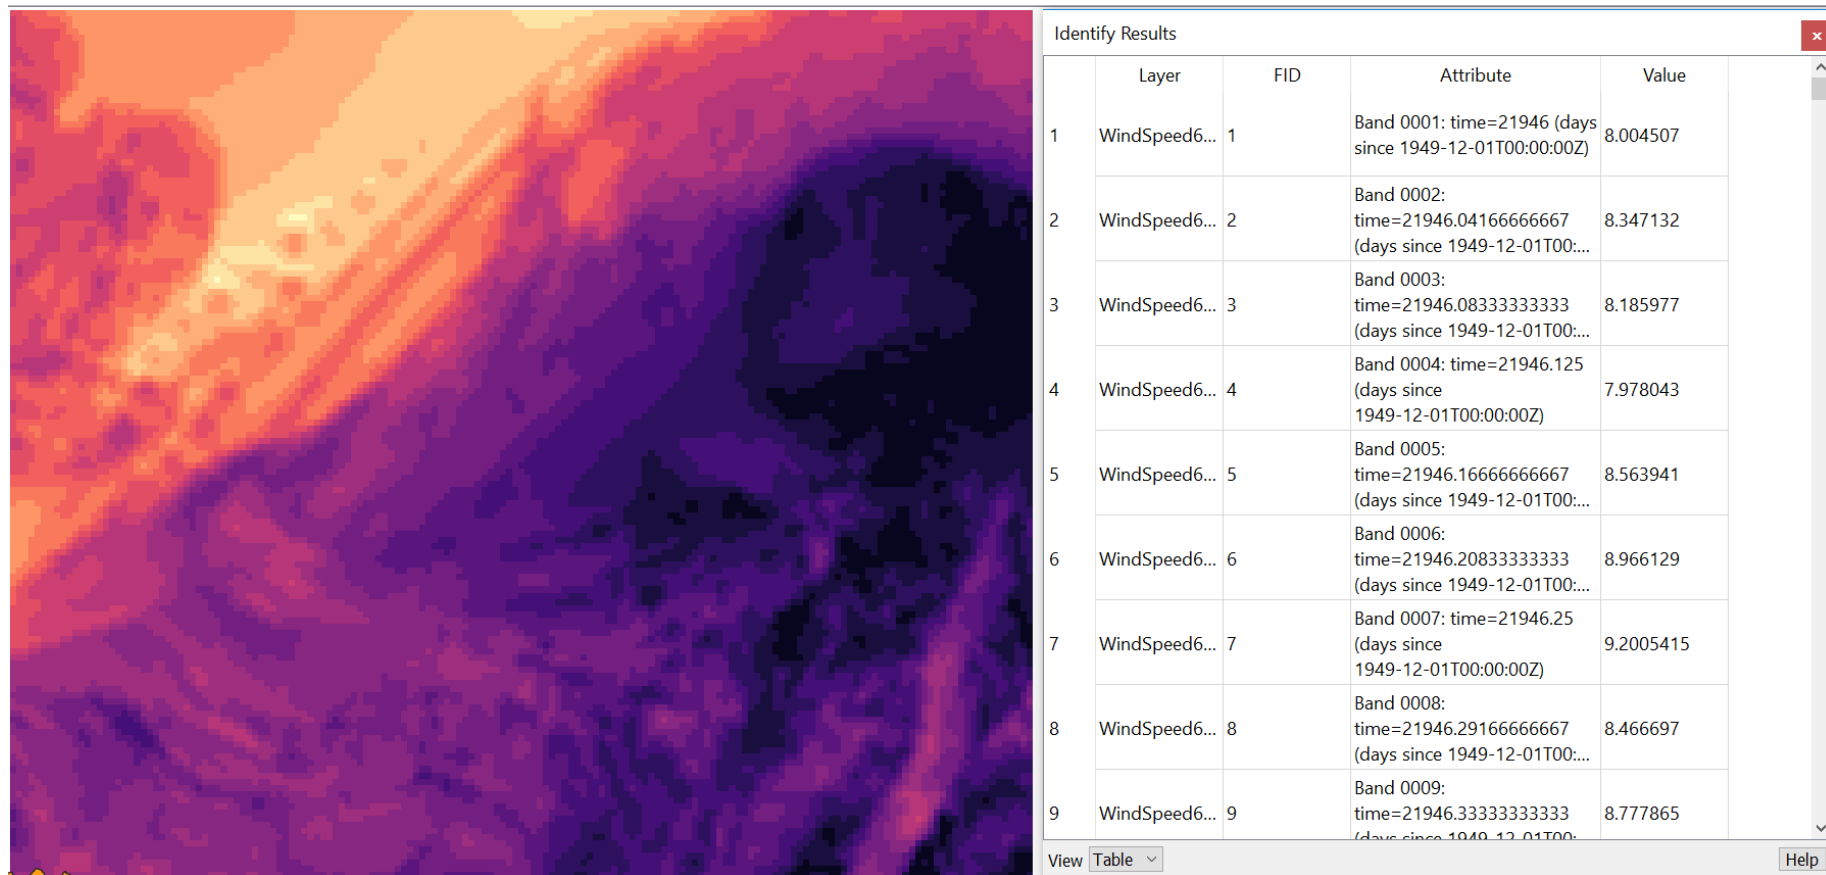 Identify Results
Layer FID Attribute Value
1 WindSpeed6... 1 Band 0001: time=21946 (days
since 1949-12-01T00:00:00Z) 8.004507
2 WindSpeed6... 2 Band 0002:
time=21946.04166666667
(days since 1949-12-01T00:... 8.347132
3 WindSpeed6... 3 Band 0003:
time=21946.08333333333
(days since 1949-12-01T00:... 8.185977
4 WindSpeed6... 4 Band 0004: time=21946.125
(days since
1949-12-01T00:00:00Z) 7.978043
5 WindSpeed6... 5 Band 0005:
time=21946.16666666667
(days since 1949-12-01T00:... 8.563941
6 WindSpeed6... 6 Band 0006:
time=21946.20833333333
(days since 1949-12-01T00:... 8.966129
7 WindSpeed6... 7 Band 0007: time=21946.25
(days since
1949-12-01T00:00:00Z) 9.2005415
8 WindSpeed6... 8 Band 0008:
time=21946.29166666667
(days since 1949-12-01T00:... 8.466697
9 WindSpeed6... 9 Band 0009:
time=21946.33333333333
(days since 1949-12-01T00: 8.777865
View Table Help